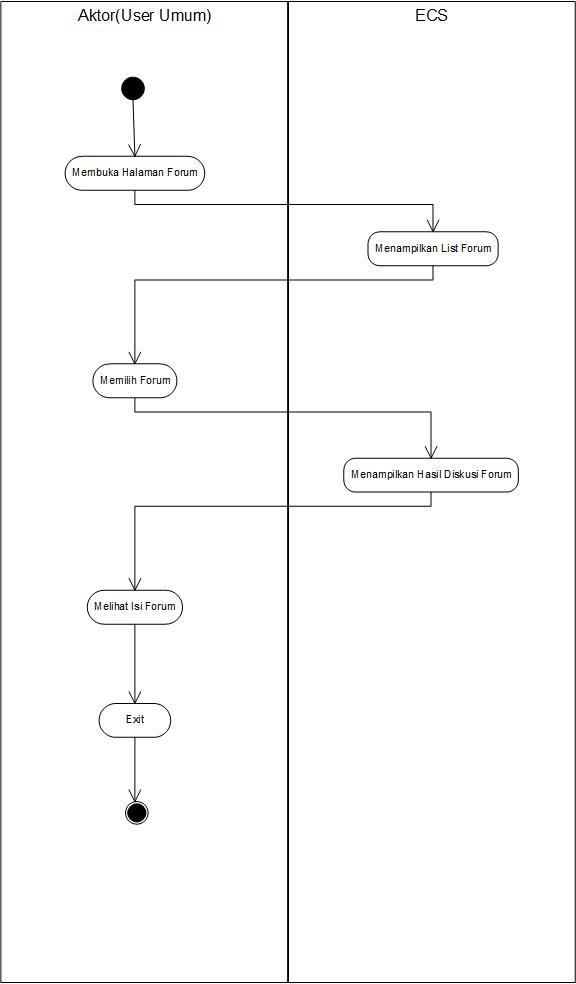 Aktor(User Umum)
ECS
Membuka Halaman Forum
Menampilkan List Forum
Memilih Forum
Menampilkan Hasil Diskusi Forum
Melihat Isi Forum
Exit